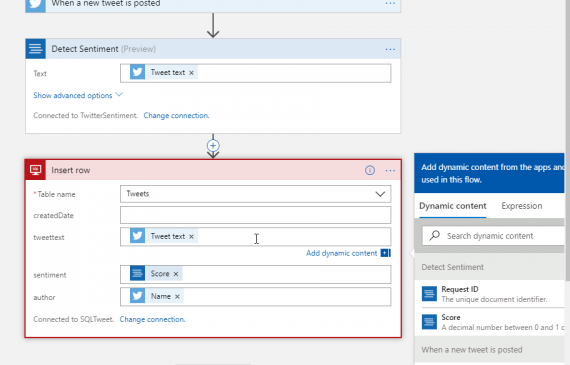 When a new tweet is posted
Detect Sentiment (Preview)
Text
Tweet text ×
Show advanced options
Connected to TwitterSentiment. Change connection.
Insert row
*Table name
Tweets
createdDate
tweettext
Tweet text ×
Add dynamic content
sentiment
Score ×
author
Name ×
Connected to SQLTweet. Change connection.
Add dynamic content from the apps and
used in this flow.
Dynamic content Expression
Search dynamic content
Detect Sentiment
Request ID
The unique document identifier.
Score
A decimal number between 0 and 1
When a new tweet is posted